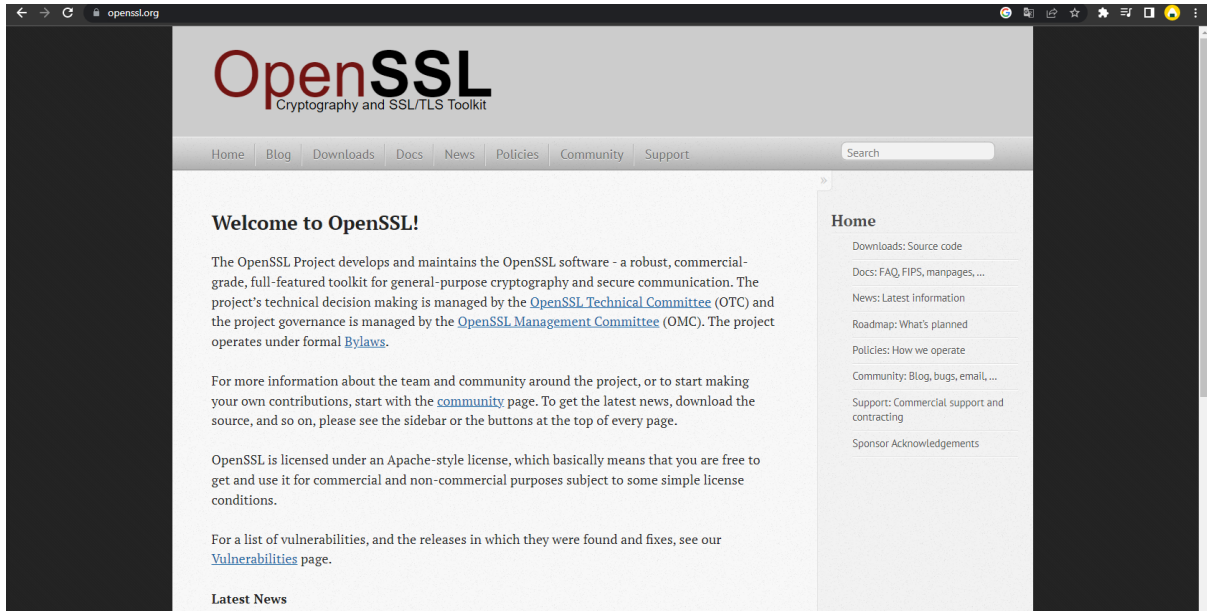 openssl.org
OpenSSL
Cryptography and SSL/TLS Toolkit
Home Blog Downloads Docs News Policies Community Support
Search
»
Welcome to OpenSSL!
The OpenSSL Project develops and maintains the OpenSSL software - a robust, commercial-
grade, full-featured toolkit for general-purpose cryptography and secure communication. The
project’s technical decision making is managed by the OpenSSL Technical Committee (OTC) and
the project governance is managed by the OpenSSL Management Committee (OMC). The project
operates under formal Bylaws.
For more information about the team and community around the project, or to start making
your own contributions, start with the community page. To get the latest news, download the
source, and so on, please see the sidebar or the buttons at the top of every page.
OpenSSL is licensed under an Apache-style license, which basically means that you are free to
get and use it for commercial and non-commercial purposes subject to some simple license
conditions.
For a list of vulnerabilities, and the releases in which they were found and fixes, see our
Vulnerabilities page.
Latest News
Home
Downloads: Source code
Docs: FAQ, FIPS, manpages, ...
News: Latest information
Roadmap: What's planned
Policies: How we operate
Community: Blog, bugs, email, ...
Support: Commercial support and
contracting
Sponsor Acknowledgements